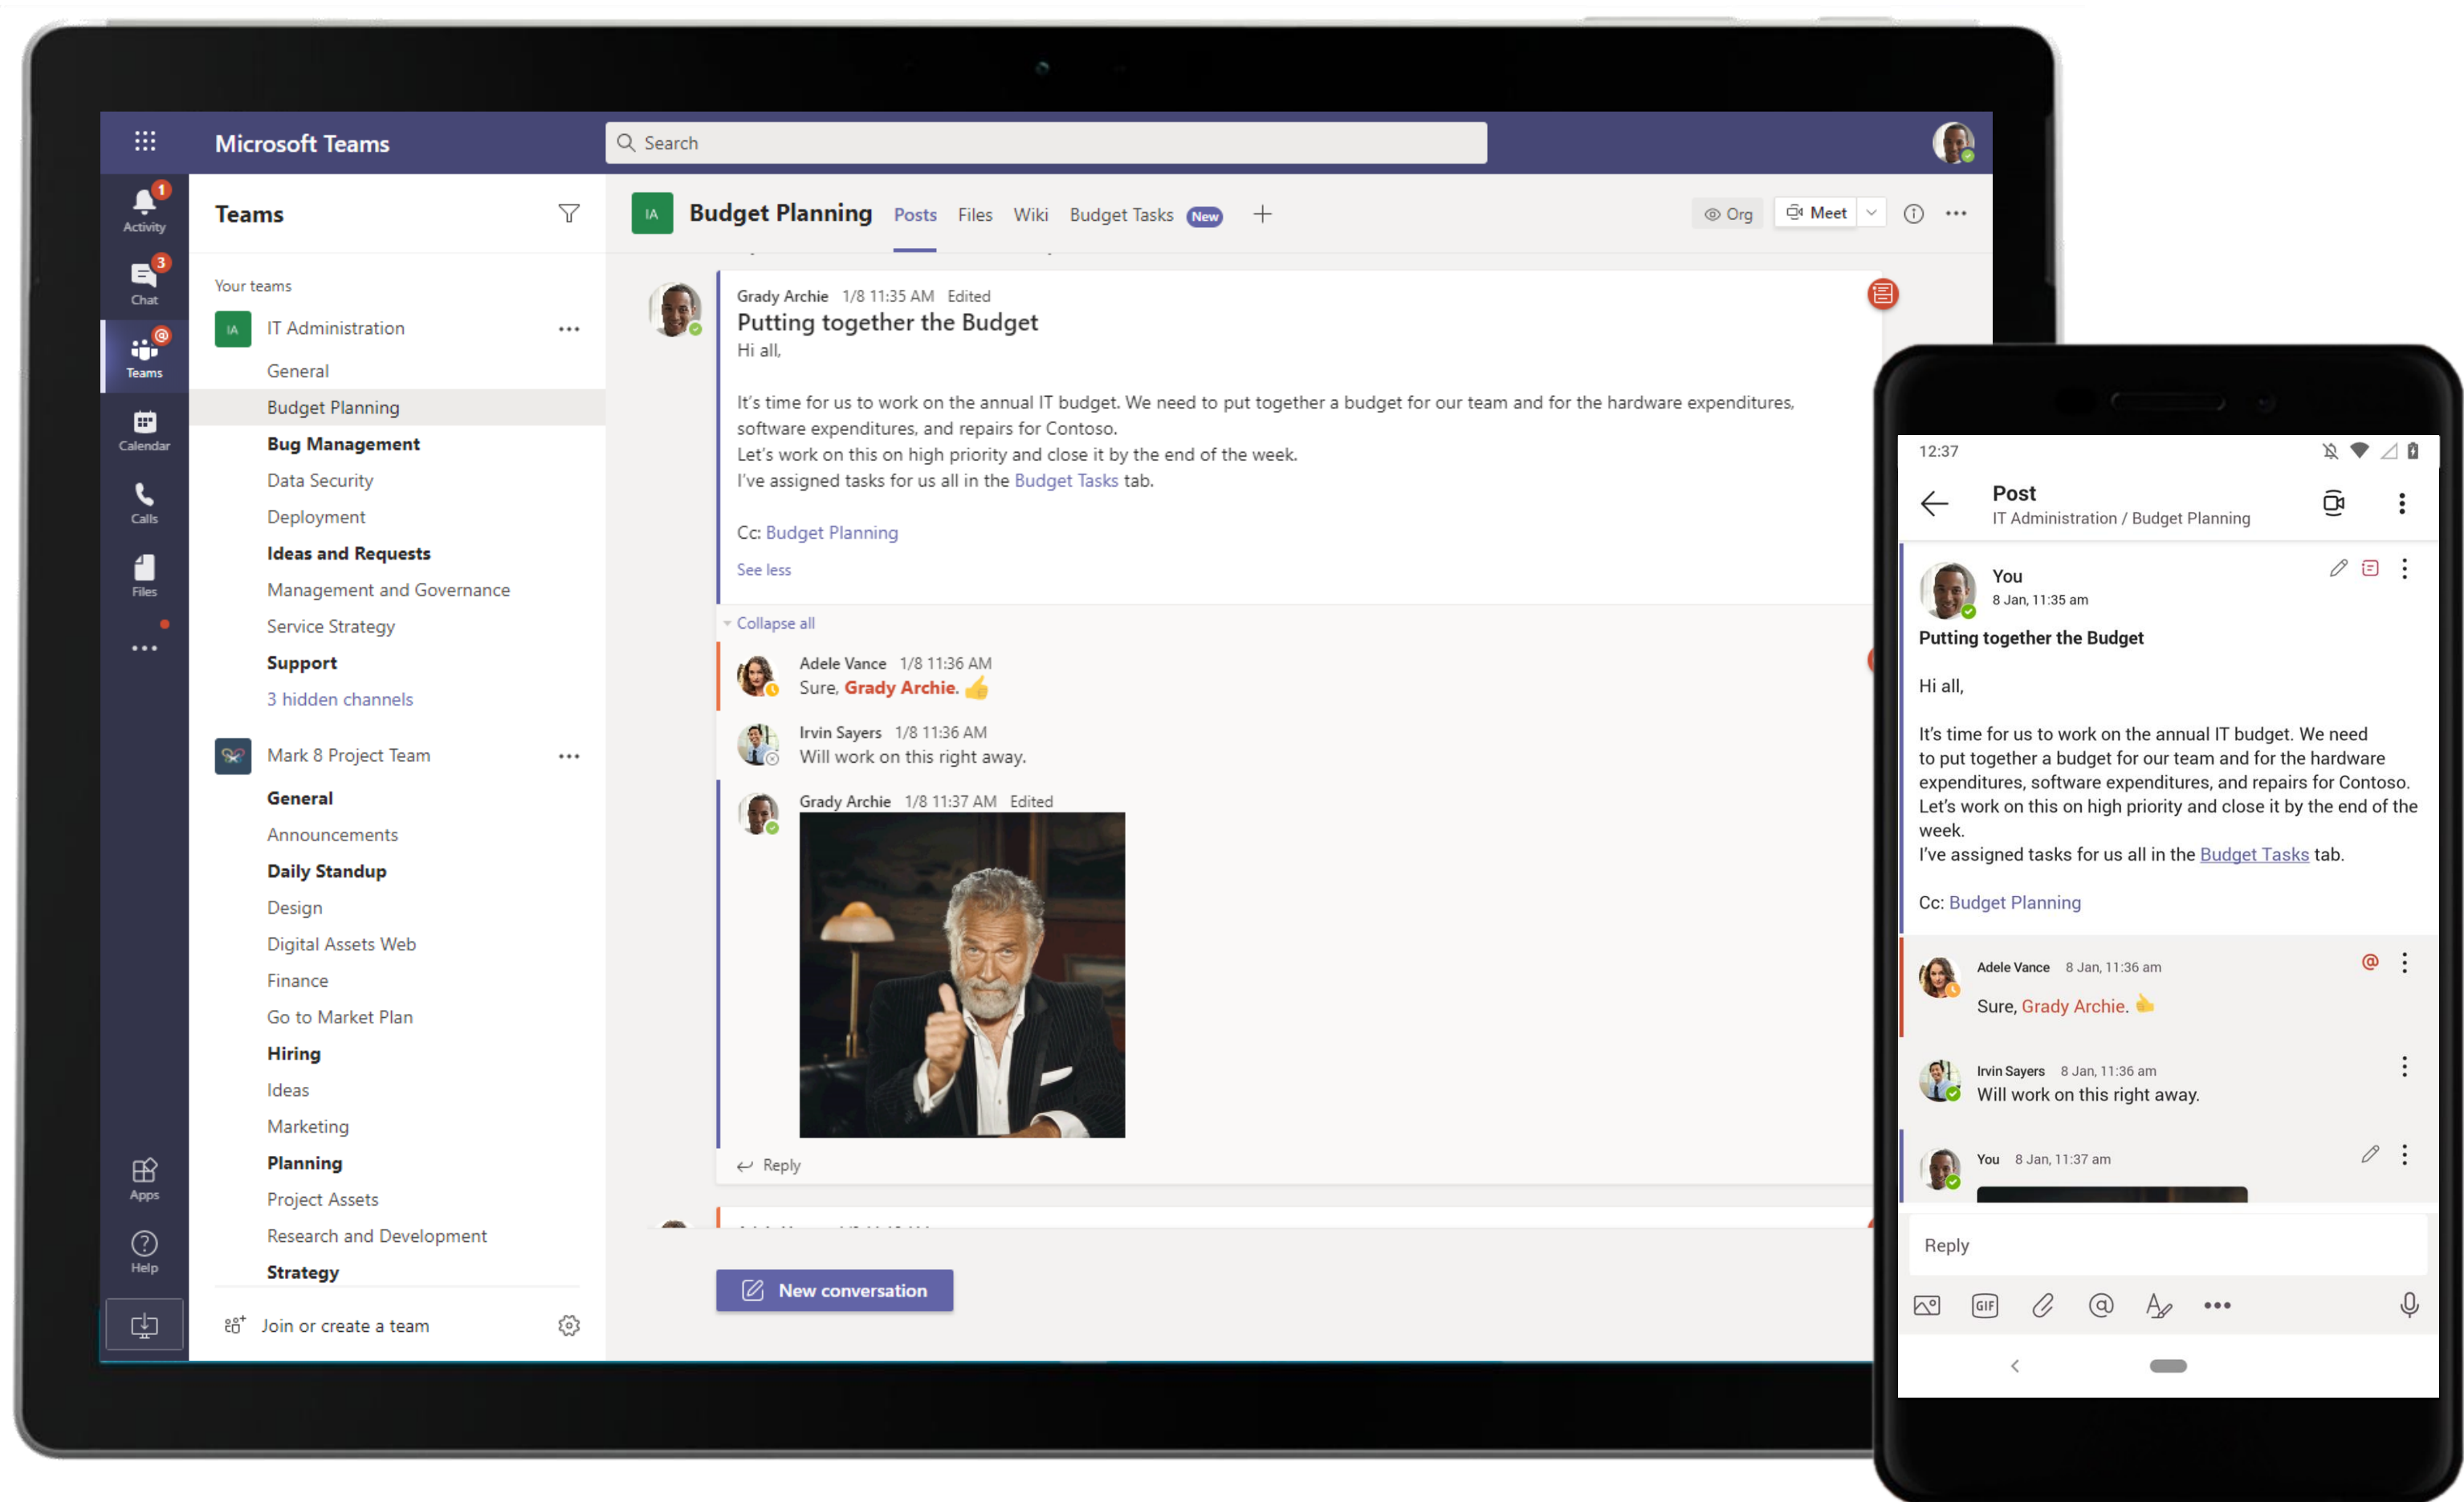 Microsoft Teams
Search
1
Activity
3
Chat
@
Teams
Calendar
Calls
Files
Apps
Help
Teams
Your teams
IA IT Administration
General
Budget Planning
Bug Management
Data Security
Deployment
Ideas and Requests
Management and Governance
Service Strategy
Support
3 hidden channels
Mark 8 Project Team
General
Announcements
Daily Standup
Design
Digital Assets Web
Finance
Go to Market Plan
Hiring
Ideas
Marketing
Planning
Project Assets
Research and Development
Strategy
Join or create a team
IA Budget Planning Posts Files Wiki Budget Tasks New
Org Meet
Grady Archie 1/8 11:35 AM Edited
Putting together the Budget
Hi all,
It's time for us to work on the annual IT budget. We need to put together a budget for our team and for the hardware expenditures,
software expenditures, and repairs for Contoso.
Let's work on this on high priority and close it by the end of the week.
I've assigned tasks for us all in the Budget Tasks tab.
Cc: Budget Planning
See less
Collapse all
Adele Vance 1/8 11:36 AM
Sure, Grady Archie. 👍
Irvin Sayers 1/8 11:36 AM
Will work on this right away.
Grady Archie 1/8 11:37 AM Edited
Reply
New conversation
12:37
Post
IT Administration / Budget Planning
You
8 Jan, 11:35 am
Putting together the Budget
Hi all,
It's time for us to work on the annual IT budget. We need
to put together a budget for our team and for the hardware
expenditures, software expenditures, and repairs for Contoso.
Let's work on this on high priority and close it by the end of the
week.
I've assigned tasks for us all in the Budget Tasks tab.
Cc: Budget Planning
Adele Vance 8 Jan, 11:36 am @
Sure, Grady Archie. 👍
Irvin Sayers 8 Jan, 11:36 am
Will work on this right away.
You 8 Jan, 11:37 am
Reply
GIF @ A